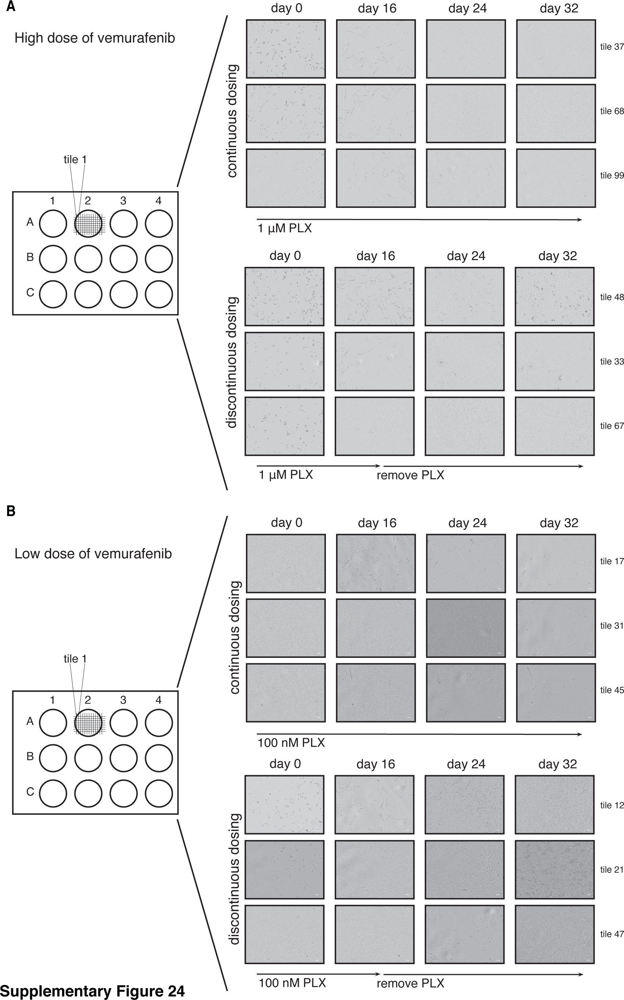 A
High dose of vemurafenib
day 0 day 16 day 24 day 32
continuous dosing
tile 37
tile 68
tile 99
1 µM PLX
tile 1
1 2 3 4
A
B
C
day 0 day 16 day 24 day 32
discontinuous dosing
tile 48
tile 33
tile 67
1 µM PLX remove PLX
B
Low dose of vemurafenib
day 0 day 16 day 24 day 32
continuous dosing
tile 17
tile 31
tile 45
100 nM PLX
tile 1
1 2 3 4
A
B
C
day 0 day 16 day 24 day 32
discontinuous dosing
tile 12
tile 21
tile 47
100 nM PLX remove PLX
Supplementary Figure 24